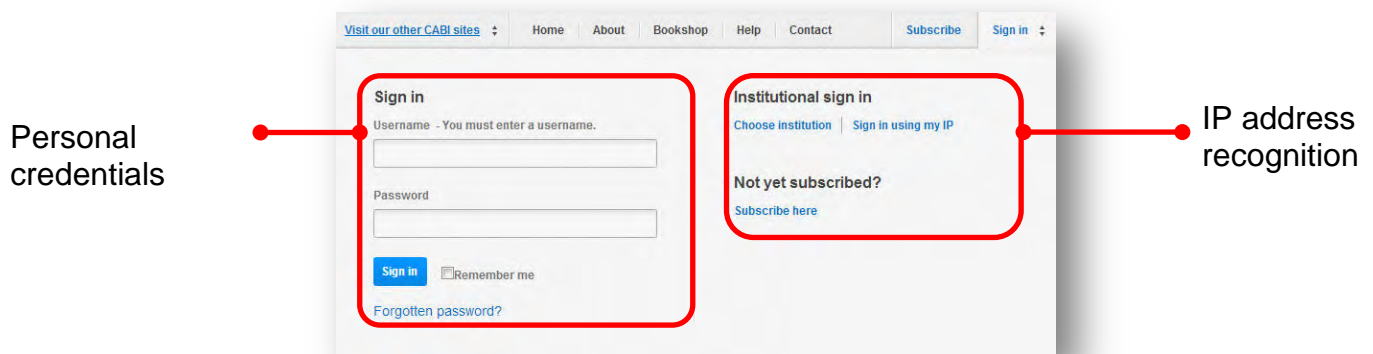 Visit our other CABI sites Home About Bookshop Help Contact Subscribe Sign in
Personal
credentials
Sign in
Username - You must enter a username.
Password
Sign in Remember me
Forgotten password?
Institutional sign in
Choose institution Sign in using my IP
Not yet subscribed?
Subscribe here
IP address
recognition